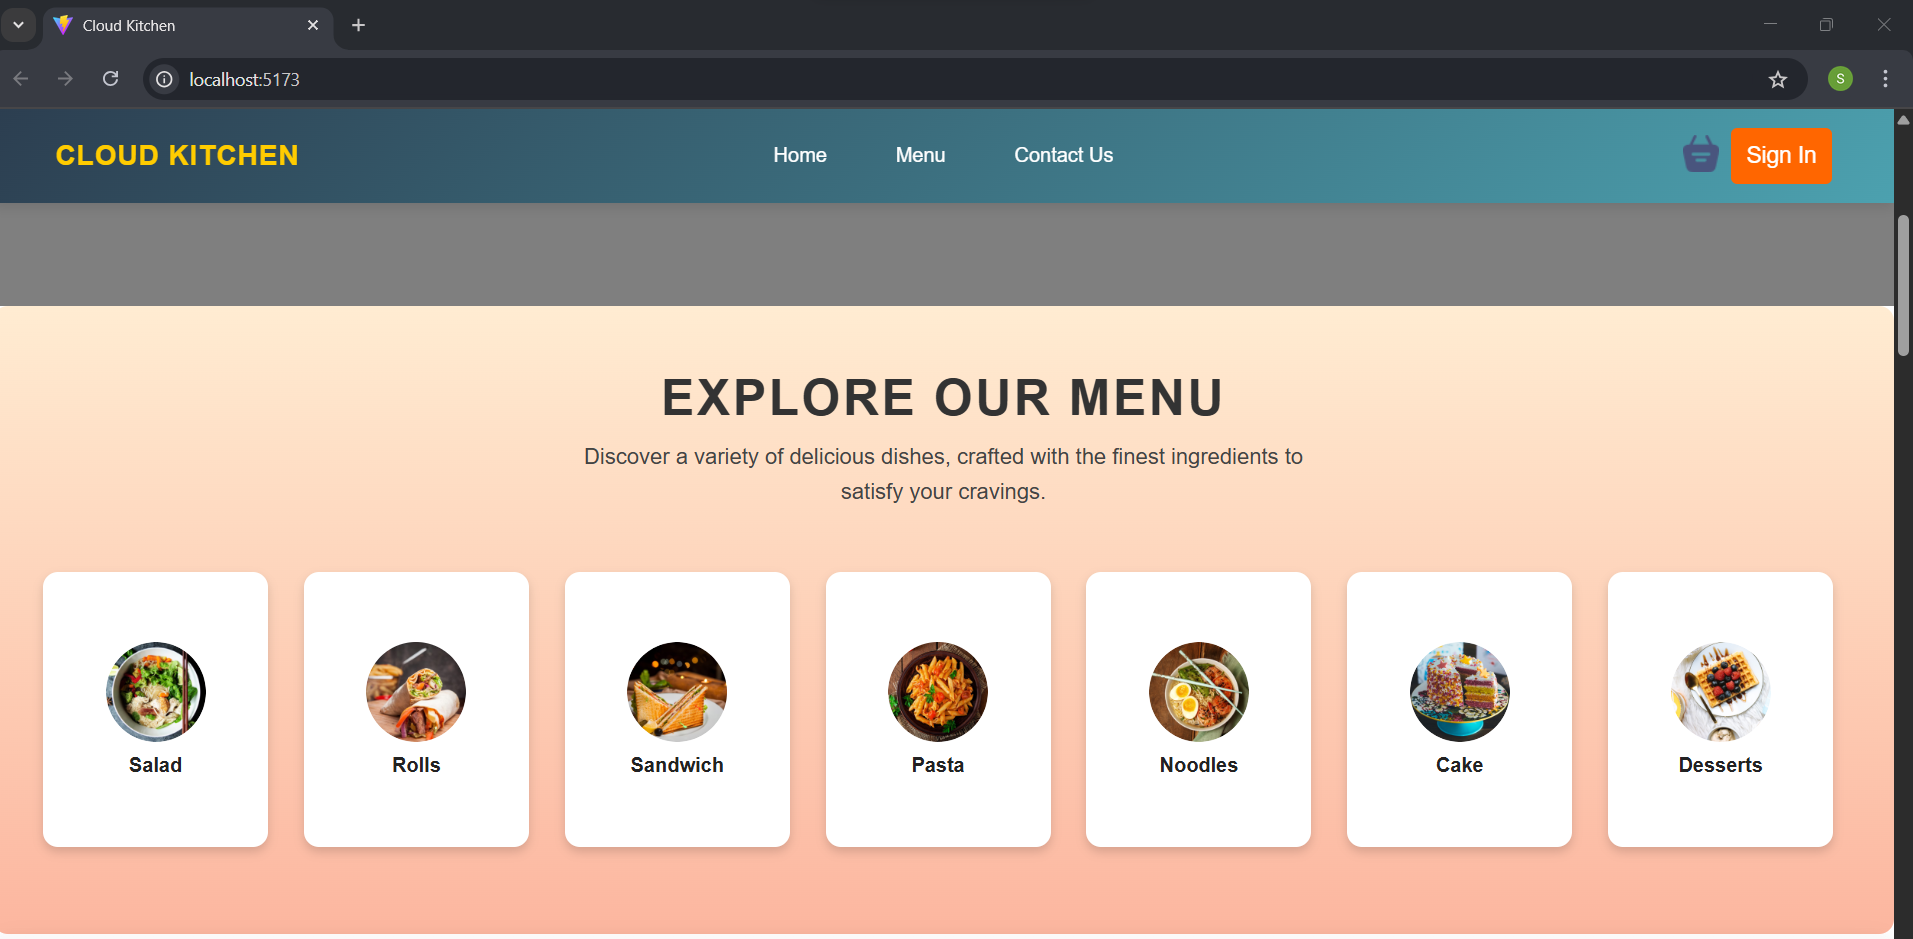 Cloud Kitchen
localhost:5173
S
CLOUD KITCHEN
Home Menu Contact Us
Sign In
EXPLORE OUR MENU
Discover a variety of delicious dishes, crafted with the finest ingredients to
satisfy your cravings.
Salad Rolls Sandwich Pasta Noodles Cake Desserts